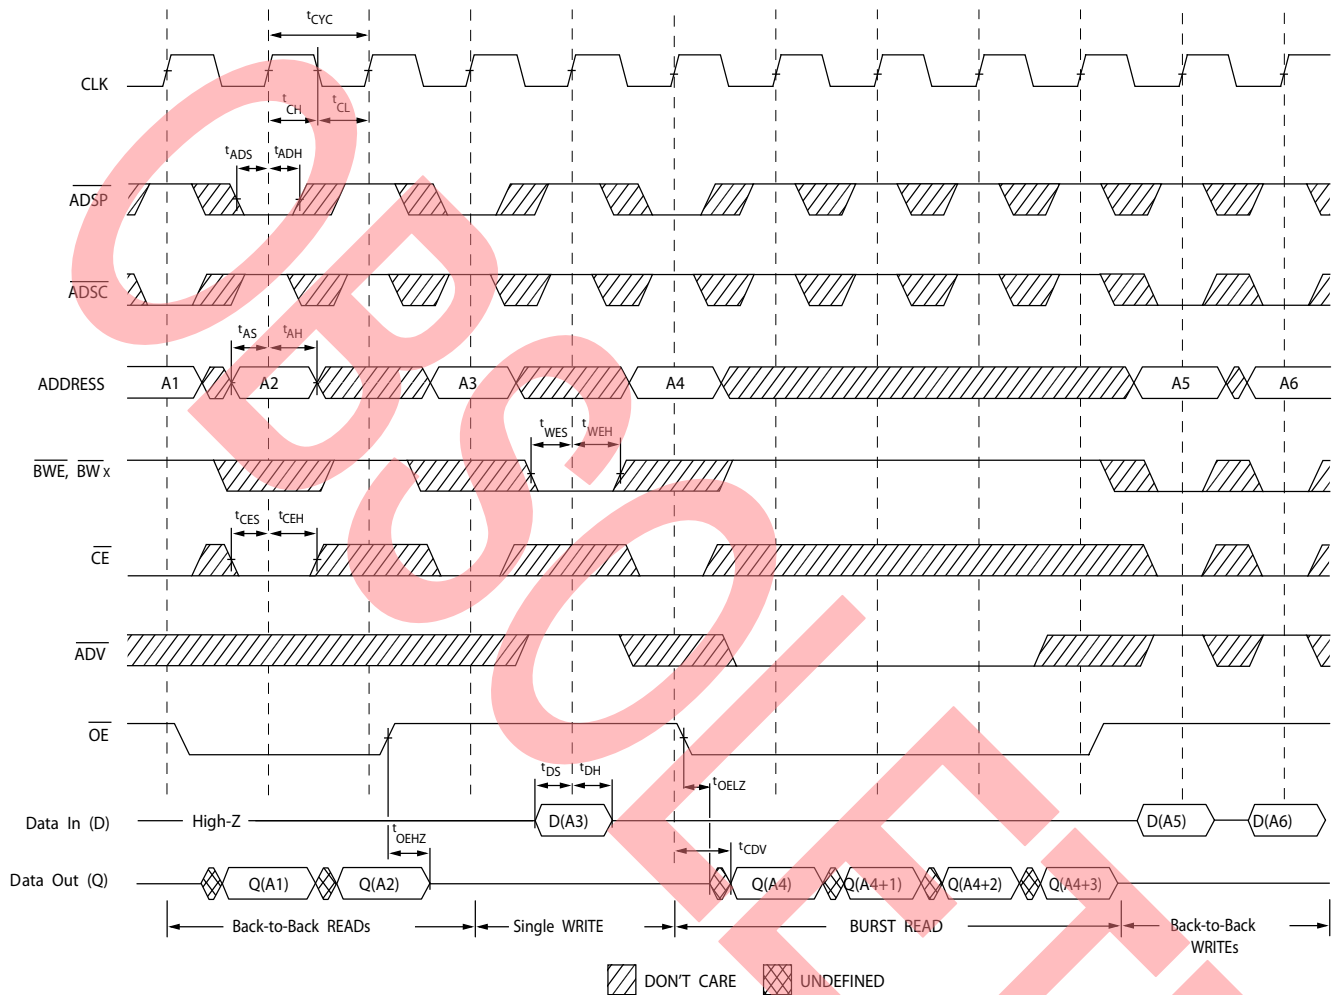 tCYC
CLK
tCH
tCL
tADS
tADH
ADSP
ADSC
tAS
tAH
ADDRESS
A1
A2
A3
A4
A5
A6
tWES
tWEH
BWE, BW X
tCES
tCEH
CE
ADV
OE
tDS
tDH
tOELZ
Data In (D)
High-Z
D(A3)
D(A5)
D(A6)
tOEHZ
tCDV
Data Out (Q)
Q(A1)
Q(A2)
Q(A4)
Q(A4+1)
Q(A4+2)
Q(A4+3)
Back-to-Back READs
Single WRITE
BURST READ
Back-to-Back
WRITEs
DON'T CARE
UNDEFINED
OBSOLET